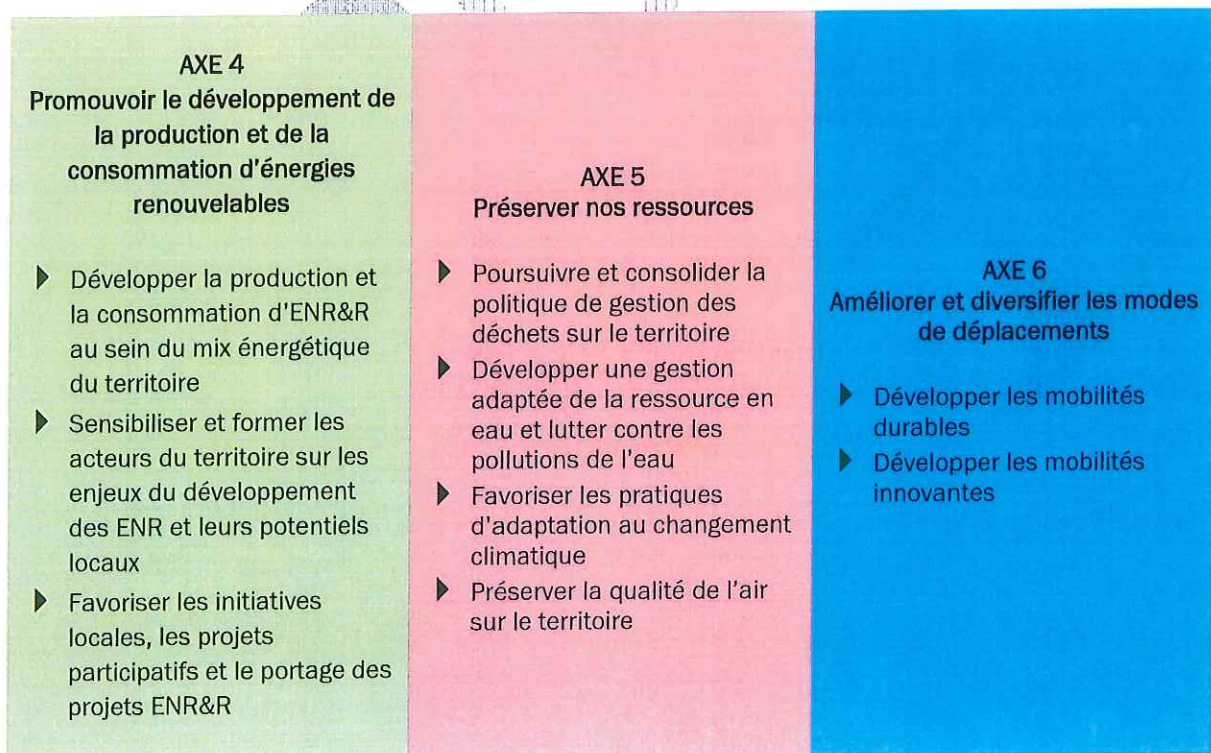 AXE 4
Promouvoir le développement de
la production et de la
consommation d'énergies
renouvelables
▶ Développer la production et
la consommation d'ENR&R
au sein du mix énergétique
du territoire
▶ Sensibiliser et former les
acteurs du territoire sur les
enjeux du développement
des ENR et leurs potentiels
locaux
▶ Favoriser les initiatives
locales, les projets
participatifs et le portage des
projets ENR&R
AXE 5
Préserver nos ressources
▶ Poursuivre et consolider la
politique de gestion des
déchets sur le territoire
▶ Développer une gestion
adaptée de la ressource en
eau et lutter contre les
pollutions de l'eau
▶ Favoriser les pratiques
d'adaptation au changement
climatique
▶ Préserver la qualité de l'air
sur le territoire
AXE 6
Améliorer et diversifier les modes
de déplacements
▶ Développer les mobilités
durables
▶ Développer les mobilités
innovantes